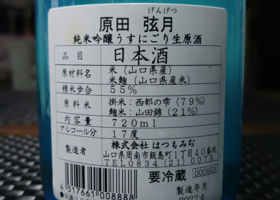 げんげつ
原田 弦月
純米吟醸うすにごり生原酒
品目 日本酒
原材料名 米（山口県産）
米麹（山口県産米）
精米歩合 55％
原料米 掛米：西都の雫（79％）
麹米：山田錦（21％）
内容量 720ml
アルコール分 17度
製造者 株式会社 はつもみぢ
山口県周南市飯島町1丁目40番地
TEL0834（21）0075
要冷蔵
000963
4517661008888
製造年月